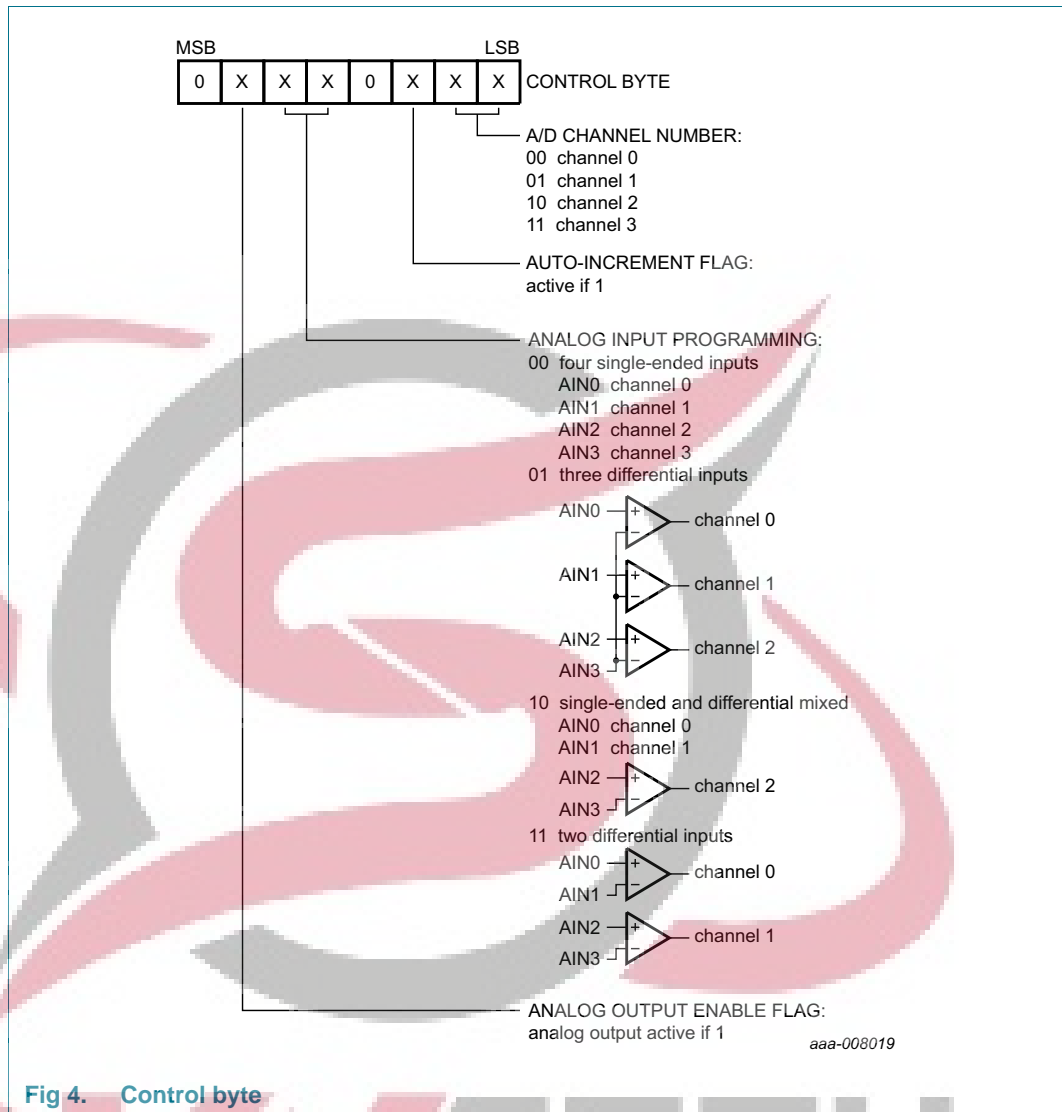 MSB LSB
0 X X X 0 X X X CONTROL BYTE
A/D CHANNEL NUMBER:
00 channel 0
01 channel 1
10 channel 2
11 channel 3
AUTO-INCREMENT FLAG:
active if 1
ANALOG INPUT PROGRAMMING:
00 four single-ended inputs
AIN0 channel 0
AIN1 channel 1
AIN2 channel 2
AIN3 channel 3
01 three differential inputs
AIN0 + − channel 0
AIN1 + − channel 1
AIN2 + − channel 2
AIN3
10 single-ended and differential mixed
AIN0 channel 0
AIN1 channel 1
AIN2 + − channel 2
AIN3
11 two differential inputs
AIN0 + − channel 0
AIN1
AIN2 + − channel 1
AIN3
ANALOG OUTPUT ENABLE FLAG:
analog output active if 1
aaa-008019
Fig 4. Control byte